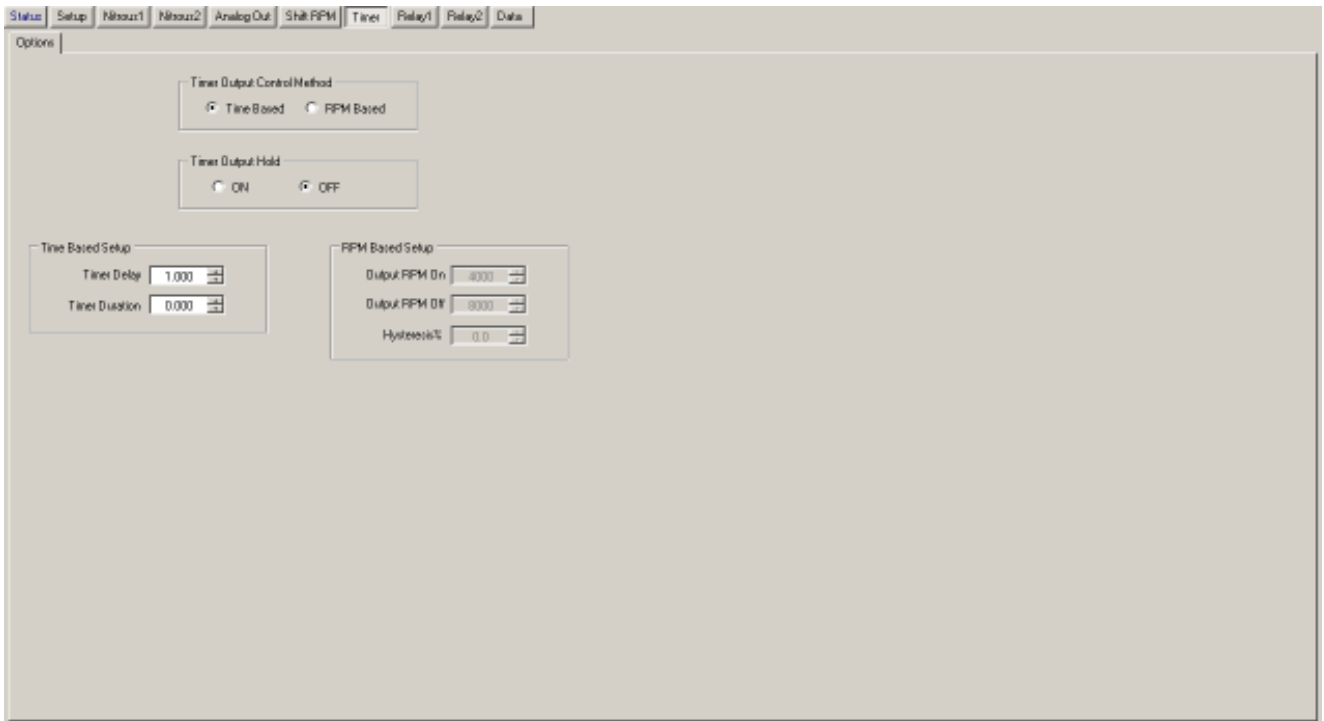 Status Setup Nitrous1 Nitrous2 Analog Out Shift RPM Timer Relay1 Relay2 Data
Options
Timer Output Control Method
Time Based RPM Based
Timer Output Hold
ON OFF
Time Based Setup
Timer Delay 1.000
Timer Duration 0.000
RPM Based Setup
Output RPM On 4000
Output RPM Off 8000
Hysteresis% 0.0